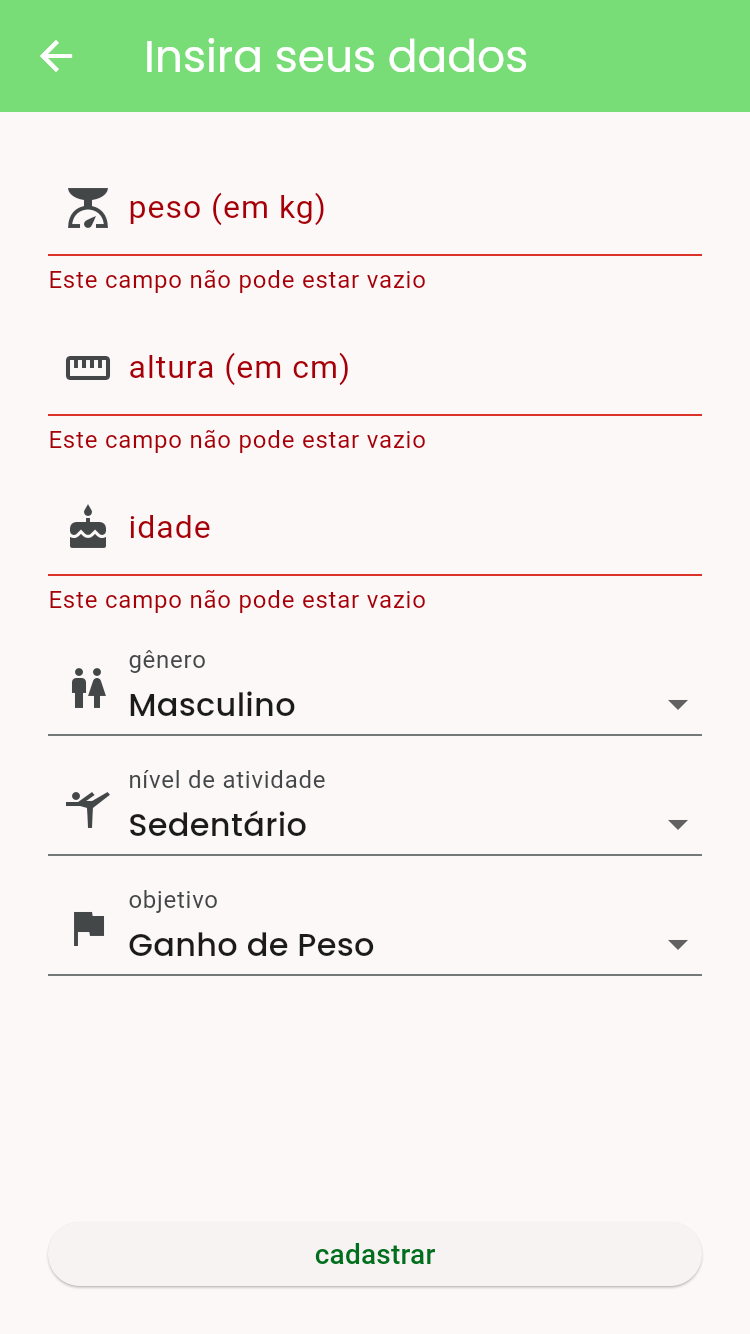 Insira seus dados
peso (em kg)
Este campo não pode estar vazio
altura (em cm)
Este campo não pode estar vazio
idade
Este campo não pode estar vazio
gênero
Masculino
nível de atividade
Sedentário
objetivo
Ganho de Peso
cadastrar